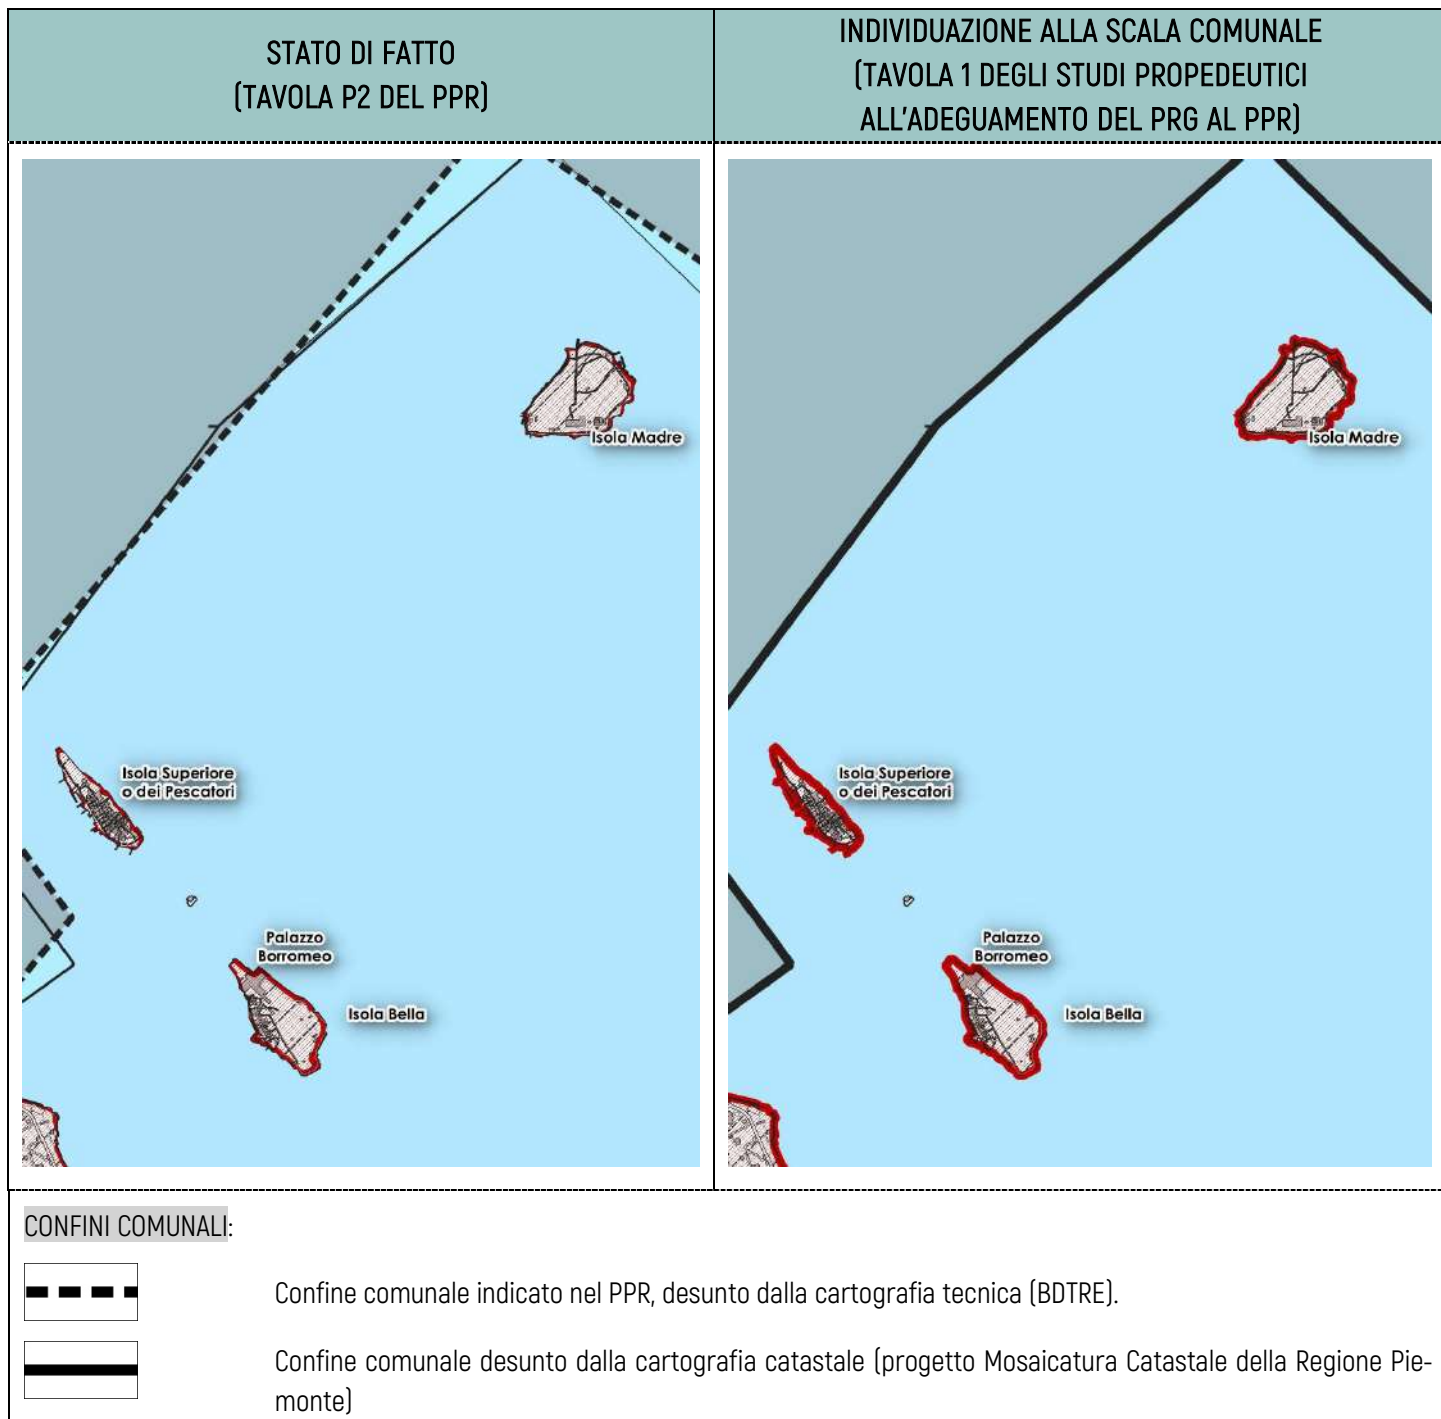 STATO DI FATTO
(TAVOLA P2 DEL PPR)
INDIVIDUAZIONE ALLA SCALA COMUNALE
(TAVOLA 1 DEGLI STUDI PROPEDEUTICI
ALL'ADEGUAMENTO DEL PRG AL PPR)
Isola Madre
Isola Superiore
o dei Pescatori
Palazzo
Borromeo
Isola Bella
Isola Madre
Isola Superiore
o dei Pescatori
Palazzo
Borromeo
Isola Bella
CONFINI COMUNALI:
Confine comunale indicato nel PPR, desunto dalla cartografia tecnica (BDTRE).
Confine comunale desunto dalla cartografia catastale (progetto Mosaicatura Catastale della Regione Pie-
monte)